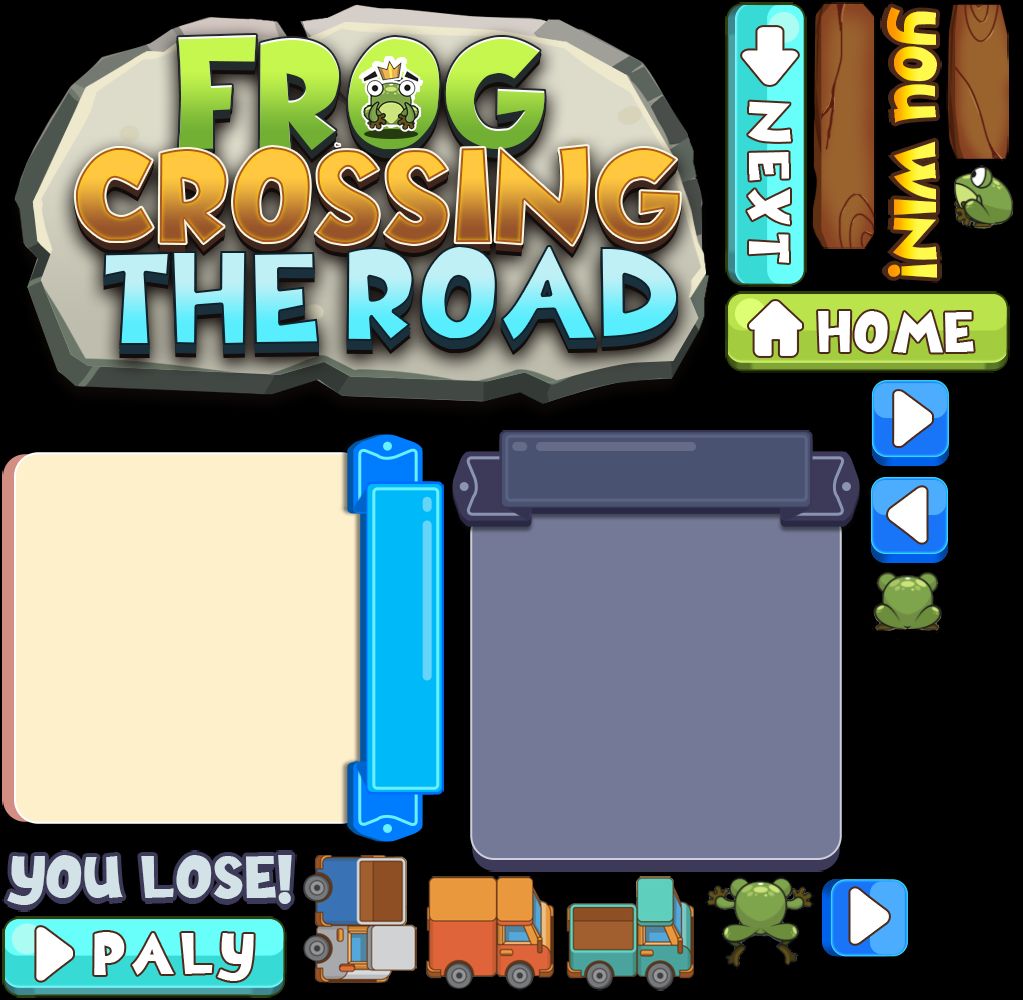 FROG
CROSSING
THE ROAD
NEXT
YOU WIN!
HOME
YOU LOSE!
PALY